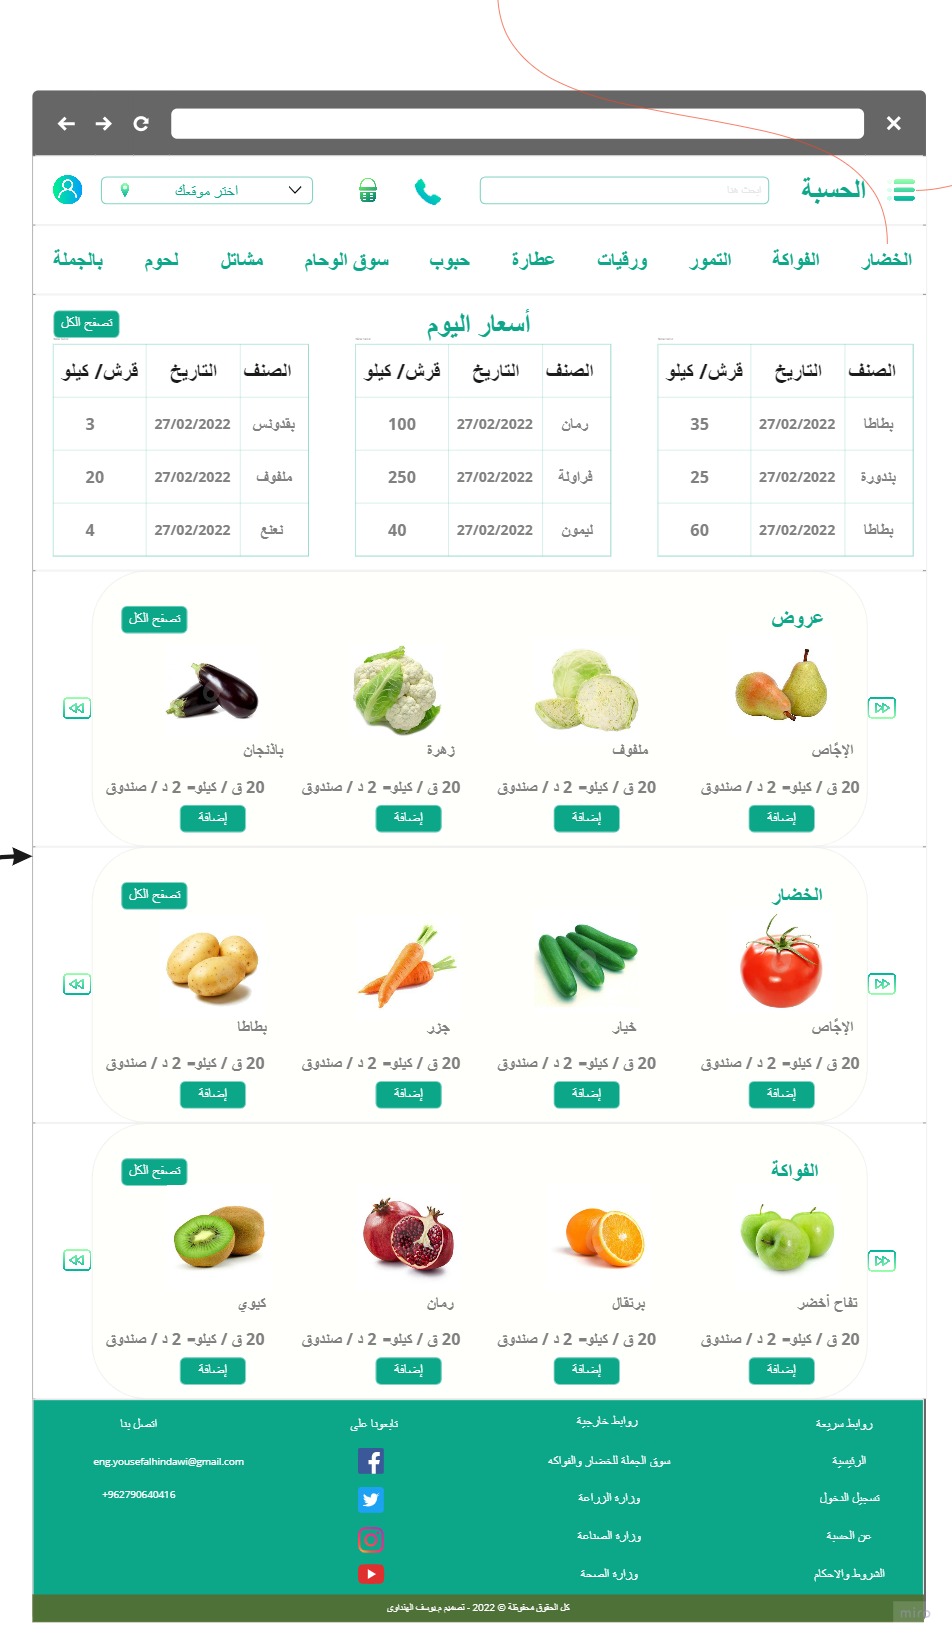 الحسبة
ابحث هنا
اختر موقعك
الخضار الفواكة التمور ورقيات عطارة حبوب سوق الوحام مشاتل لحوم بالجملة
أسعار اليوم
تصفح الكل
الصنف التاريخ قرش/ كيلو الصنف التاريخ قرش/ كيلو الصنف التاريخ قرش/ كيلو
بطاطا 27/02/2022 35 رمان 27/02/2022 100 بقدونس 27/02/2022 3
بندورة 27/02/2022 25 فراولة 27/02/2022 250 ملفوف 27/02/2022 20
بطاطا 27/02/2022 60 ليمون 27/02/2022 40 نعنع 27/02/2022 4
عروض
تصفح الكل
الإجَّاص ملفوف زهرة باذنجان
20 ق / كيلو= 2 د / صندوق 20 ق / كيلو= 2 د / صندوق 20 ق / كيلو= 2 د / صندوق 20 ق / كيلو= 2 د / صندوق
إضافة إضافة إضافة إضافة
الخضار
تصفح الكل
الإجَّاص خيار جزر بطاطا
20 ق / كيلو= 2 د / صندوق 20 ق / كيلو= 2 د / صندوق 20 ق / كيلو= 2 د / صندوق 20 ق / كيلو= 2 د / صندوق
إضافة إضافة إضافة إضافة
الفواكة
تصفح الكل
تفاح أخضر برتقال رمان كيوي
20 ق / كيلو= 2 د / صندوق 20 ق / كيلو= 2 د / صندوق 20 ق / كيلو= 2 د / صندوق 20 ق / كيلو= 2 د / صندوق
إضافة إضافة إضافة إضافة
روابط سريعة
الرئيسية
تسجيل الدخول
عن الحسبة
الشروط والاحكام
روابط خارجية
سوق الجملة للخضار والفواكه
وزارة الزراعة
وزارة الصناعة
وزارة الصحة
تابعونا على
اتصل بنا
eng.yousefalhindawi@gmail.com
+962790640416
كل الحقوق محفوظة © 2022 - تصميم م.يوسف الهنداوي
miro